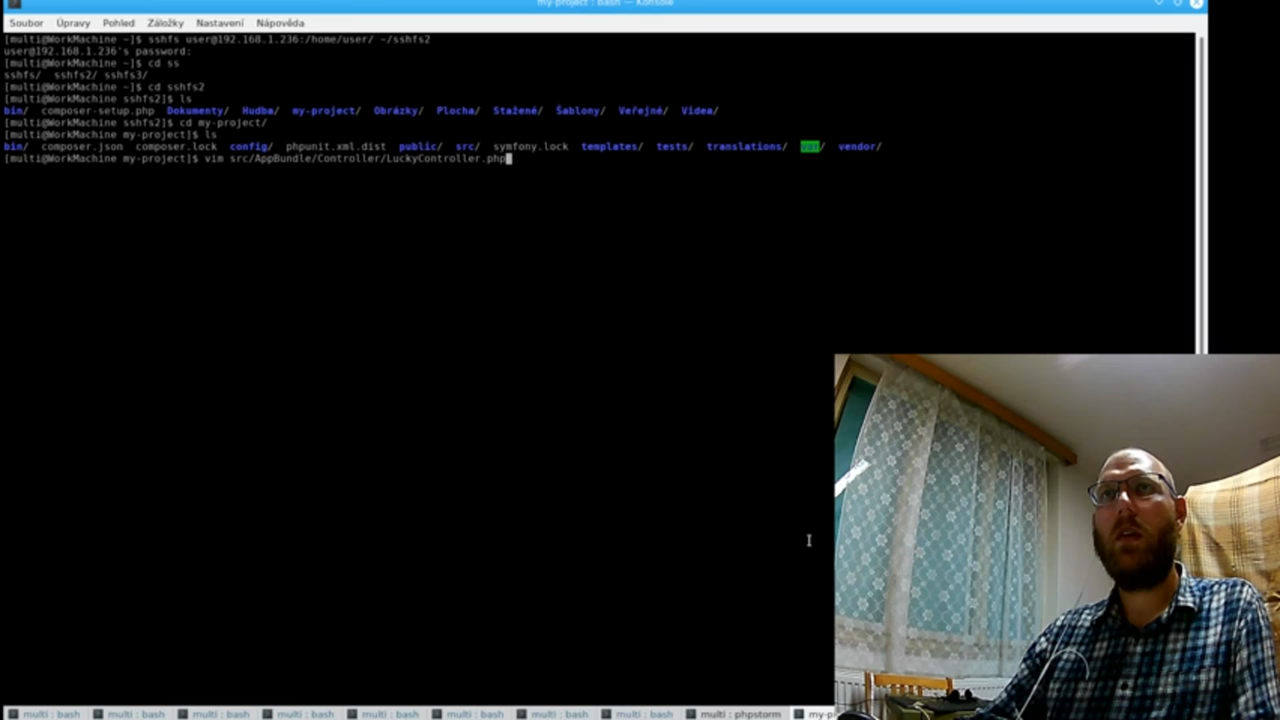 my-project : bash — Konsole
Soubor Úpravy Pohled Záložky Nastavení Nápověda
[multi@WorkMachine ~]$ sshfs user@192.168.1.236:/home/user/ ~/sshfs2
user@192.168.1.236's password:
[multi@WorkMachine ~]$ cd ss
sshfs/ sshfs2/ sshfs3/
[multi@WorkMachine ~]$ cd sshfs2
[multi@WorkMachine sshfs2]$ ls
bin/ composer-setup.php Dokumenty/ Hudba/ my-project/ Obrázky/ Plocha/ Stažené/ Šablony/ Veřejné/ Videa/
[multi@WorkMachine sshfs2]$ cd my-project/
[multi@WorkMachine my-project]$ ls
bin/ composer.json composer.lock config/ phpunit.xml.dist public/ src/ symfony.lock templates/ tests/ translations/ var/ vendor/
[multi@WorkMachine my-project]$ vim src/AppBundle/Controller/LuckyController.php
multi : bash multi : bash multi : bash multi : bash multi : bash multi : bash multi : bash multi : bash multi : phpstorm my-p